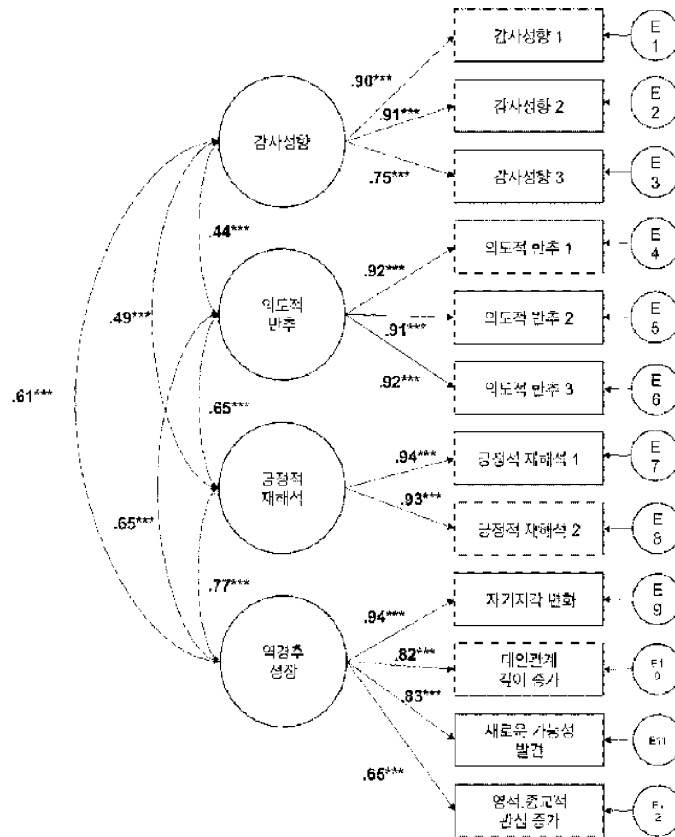 감사성향 1
E
1
.90***
감사성향 2
E
2
.91***
감사성향
감사성향 3
E
3
.75***
.44***
의도적 반추 1
E
4
.92***
의도적
반추
의도적 반추 2
E
5
.91***
.49***
의도적 반추 3
E
6
.92***
.61***
.65***
긍정적 재해석 1
E
7
.94***
긍정적
재해석
.93***
긍정적 재해석 2
E
8
.65***
.77***
자기지각 변화
E
9
.94***
역경후
성장
.82***
대인관계
깊이 증가
E1
0
.83***
새로운 가능성
발견
E11
.65***
영적.종교적
관심 증가
2